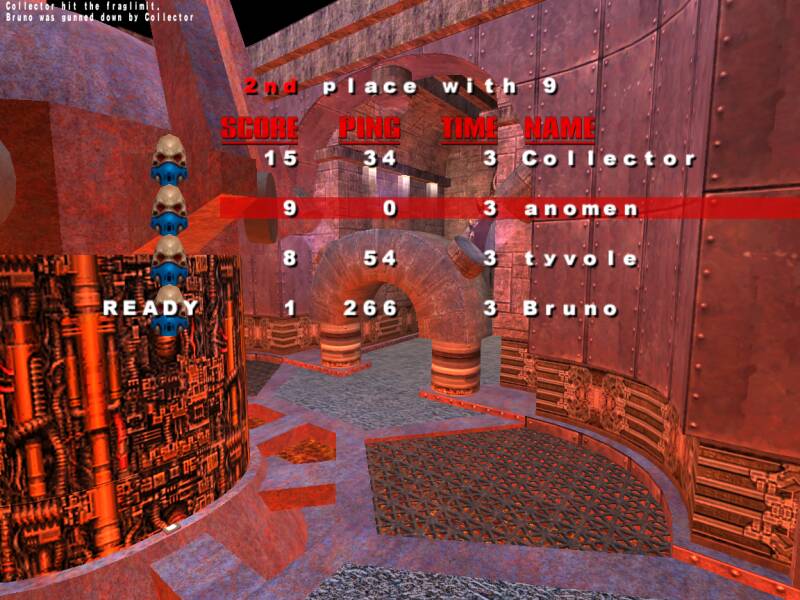 Collector hit the fraglimit.
Bruno was gunned down by Collector
2nd place with 9
SCORE PING TIME NAME
15 34 3 Collector
9 0 3 anomen
8 54 3 tyvole
READY 1 266 3 Bruno